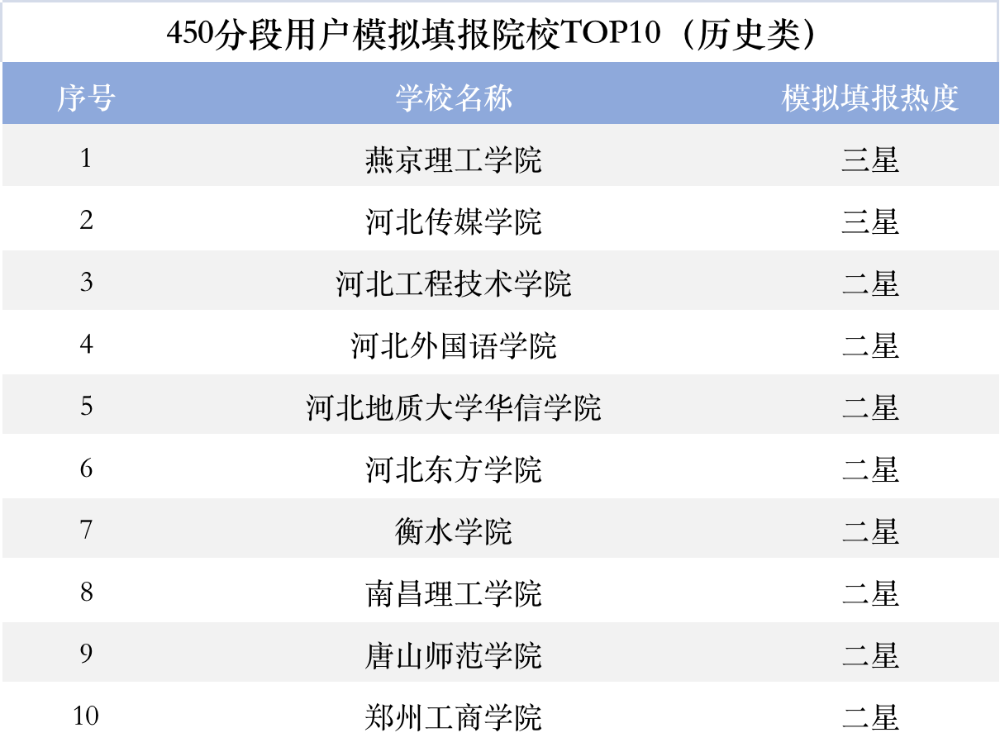 450分段用户模拟填报院校TOP10（历史类）
序号 学校名称 模拟填报热度
1 燕京理工学院 三星
2 河北传媒学院 三星
3 河北工程技术学院 二星
4 河北外国语学院 二星
5 河北地质大学华信学院 二星
6 河北东方学院 二星
7 衡水学院 二星
8 南昌理工学院 二星
9 唐山师范学院 二星
10 郑州工商学院 二星